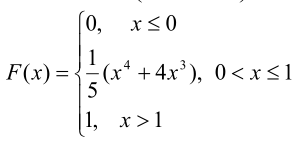 0, x ≤ 0
F(x) = { 1/5 (x⁴ + 4x³), 0 < x ≤ 1
1, x > 1